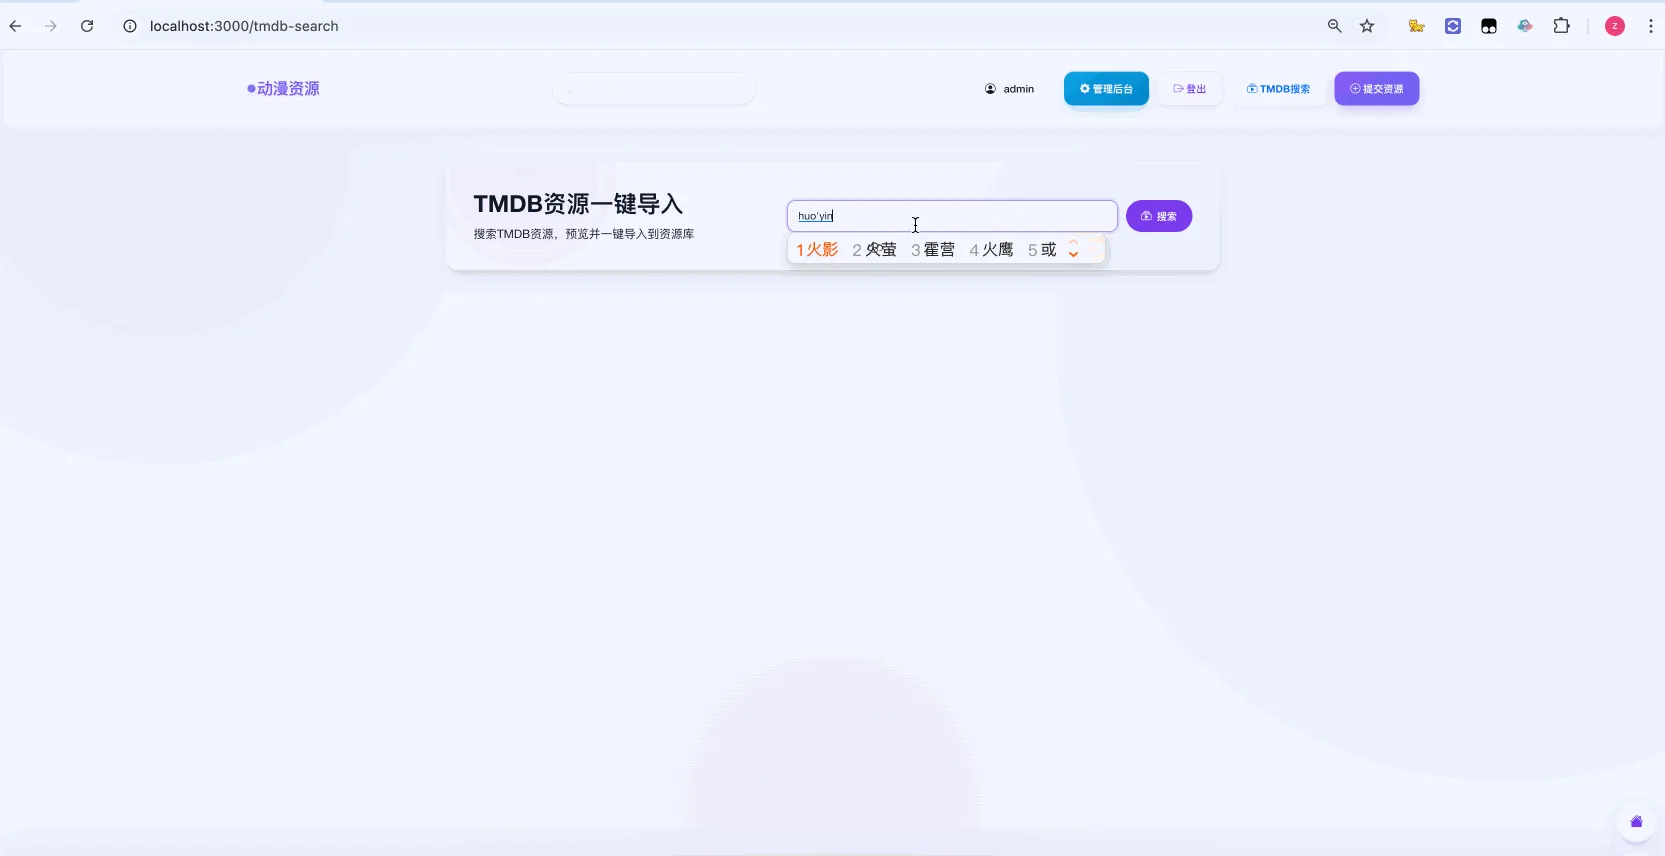 localhost:3000/tmdb-search
z
动漫资源
admin
管理后台
登出
TMDB搜索
提交资源
TMDB资源一键导入
搜索TMDB资源，预览并一键导入到资源库
huo'yin
搜索
1 火影 2 火萤 3 霍营 4 火鹰 5 或